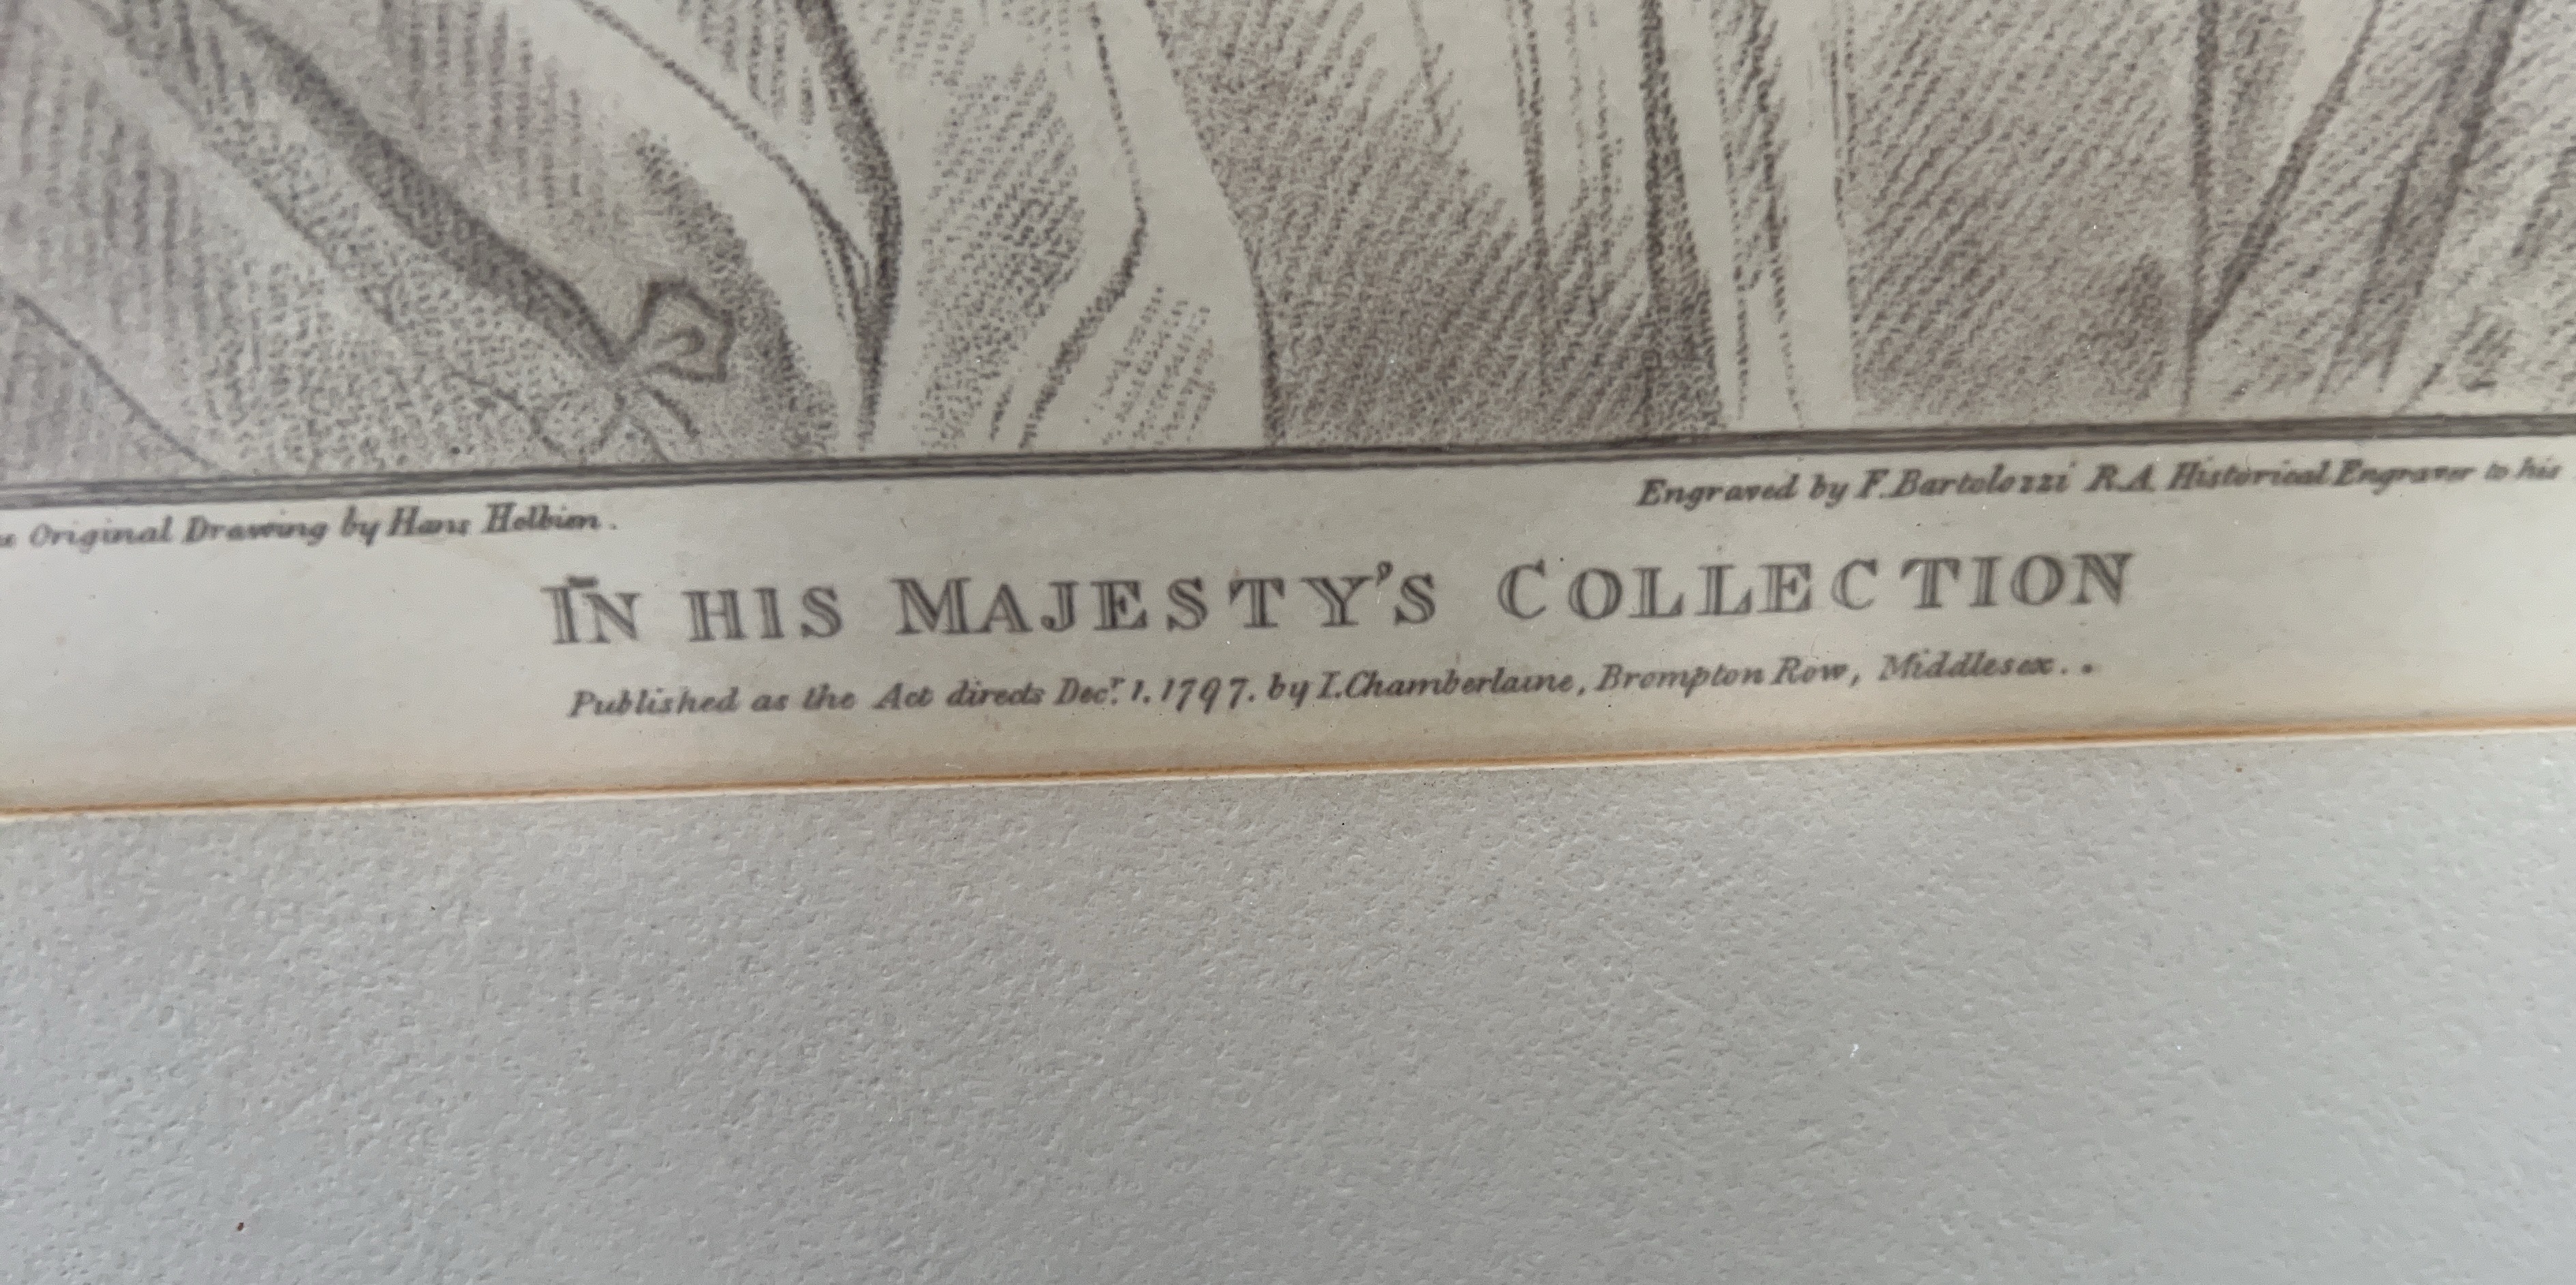 Original Drawing by Hans Holbien.
Engraved by F. Bartolozzi R.A. Historical Engraver to his
IN HIS MAJESTY'S COLLECTION
Published as the Act directs Decr. 1. 1797. by I. Chamberlaine, Brompton Row, Middlesex..